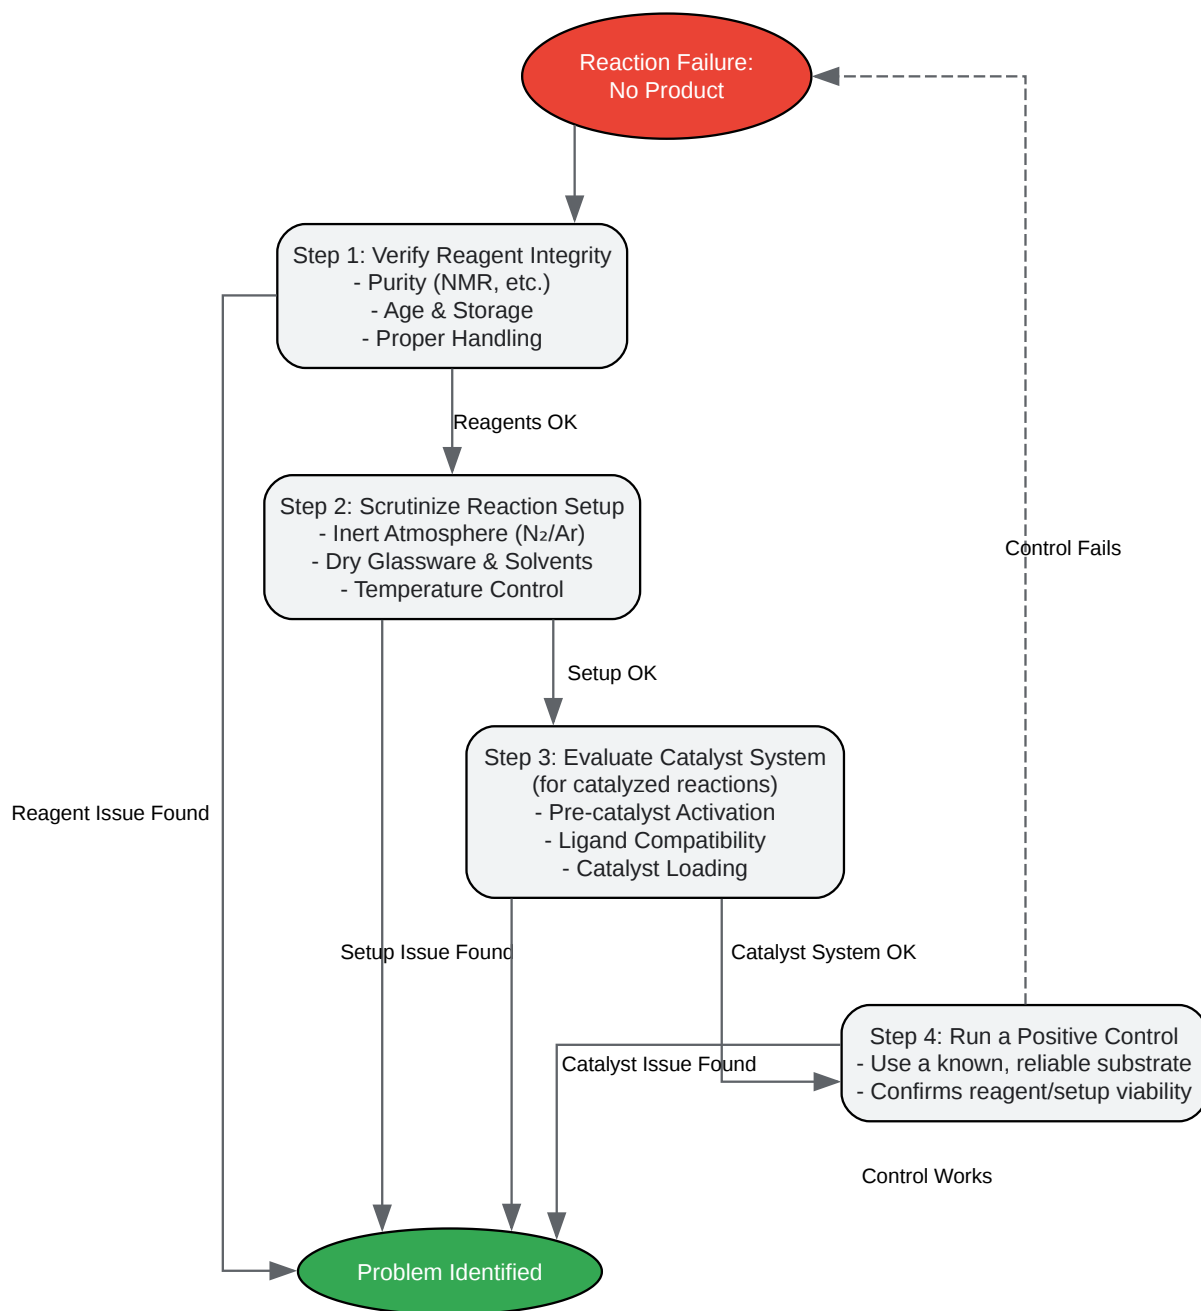 Reaction Failure:
No Product
Step 1: Verify Reagent Integrity
- Purity (NMR, etc.)
- Age & Storage
- Proper Handling
Reagents OK
Step 2: Scrutinize Reaction Setup
- Inert Atmosphere (N₂/Ar)
- Dry Glassware & Solvents
- Temperature Control
Control Fails
Setup OK
Step 3: Evaluate Catalyst System
(for catalyzed reactions)
- Pre-catalyst Activation
- Ligand Compatibility
- Catalyst Loading
Reagent Issue Found
Setup Issue Found
Catalyst System OK
Step 4: Run a Positive Control
- Use a known, reliable substrate
- Confirms reagent/setup viability
Catalyst Issue Found
Control Works
Problem Identified